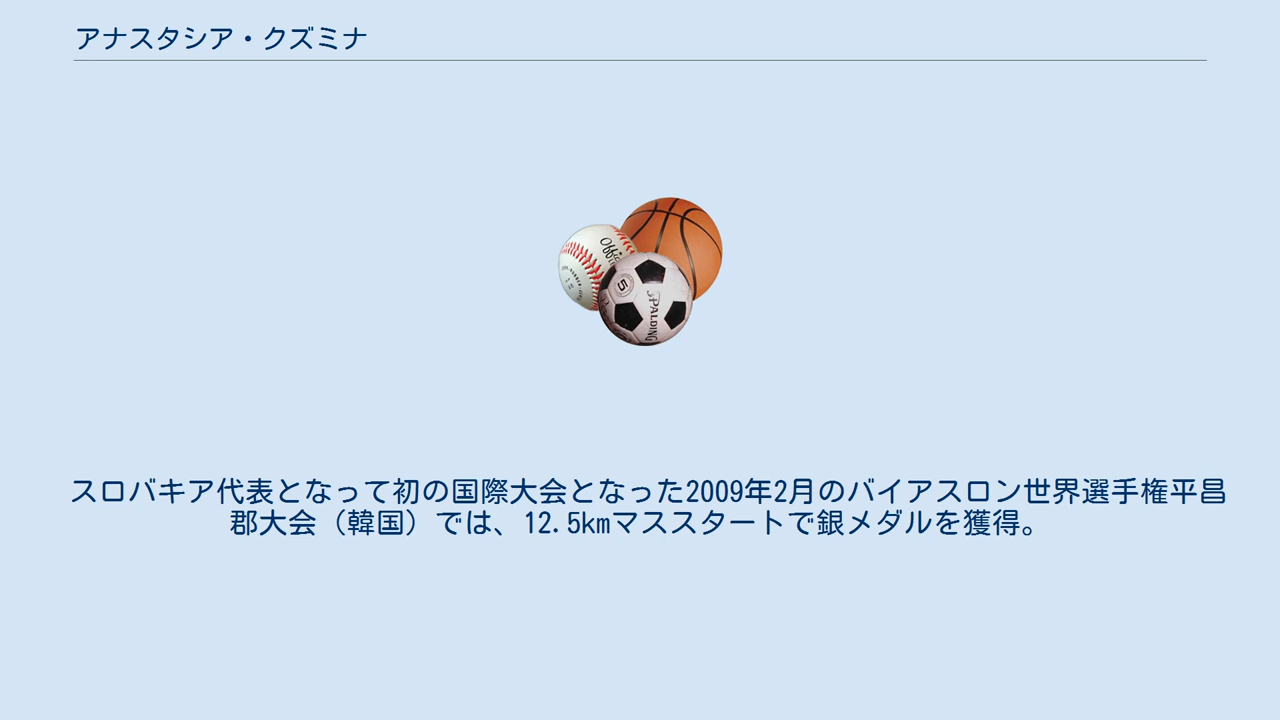 アナスタシア・クズミナ
Offic
5
SPALDING
スロバキア代表となって初の国際大会となった2009年2月のバイアスロン世界選手権平昌
郡大会（韓国）では、12.5kmマススタートで銀メダルを獲得。